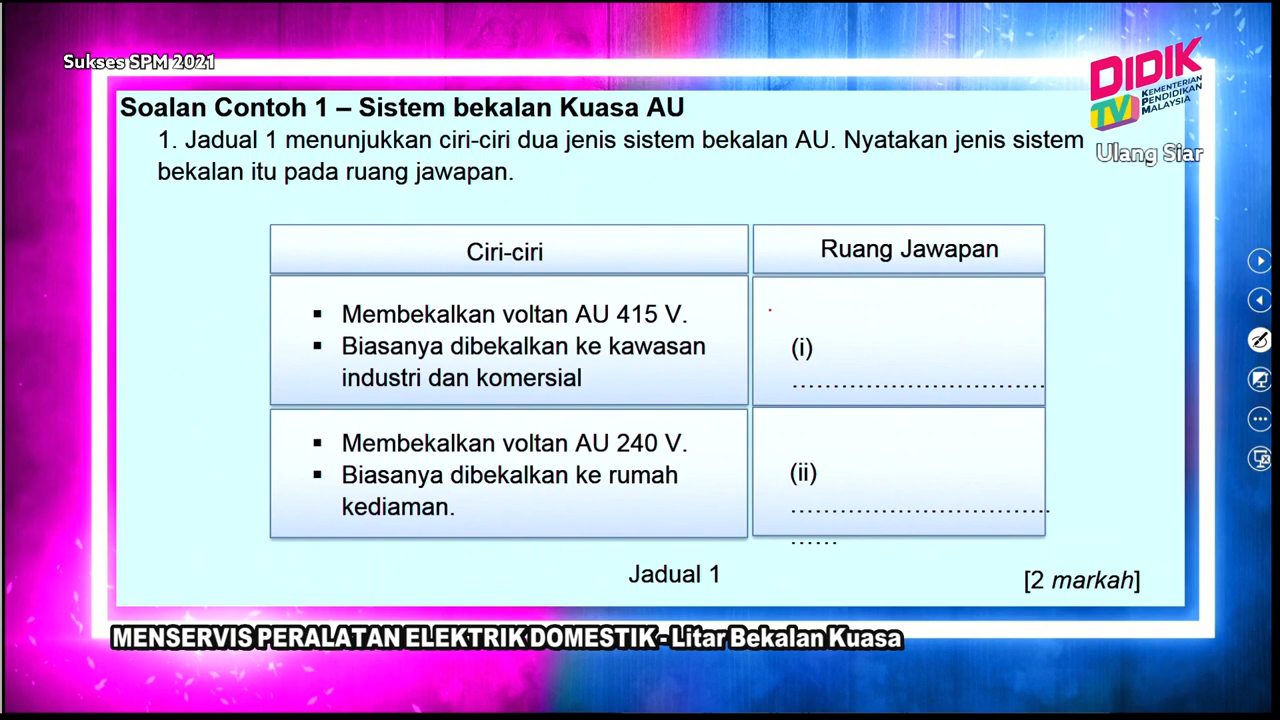 Sukses SPM 2021
DIDIK
TV
KEMENTERIAN
PENDIDIKAN
MALAYSIA
Ulang Siar
Soalan Contoh 1 – Sistem bekalan Kuasa AU
1. Jadual 1 menunjukkan ciri-ciri dua jenis sistem bekalan AU. Nyatakan jenis sistem
bekalan itu pada ruang jawapan.
Ciri-ciri
Ruang Jawapan
▪ Membekalkan voltan AU 415 V.
▪ Biasanya dibekalkan ke kawasan
industri dan komersial
(i)
...............................
▪ Membekalkan voltan AU 240 V.
▪ Biasanya dibekalkan ke rumah
kediaman.
(ii)
................................
......
Jadual 1
[2 markah]
MENSERVIS PERALATAN ELEKTRIK DOMESTIK - Litar Bekalan Kuasa